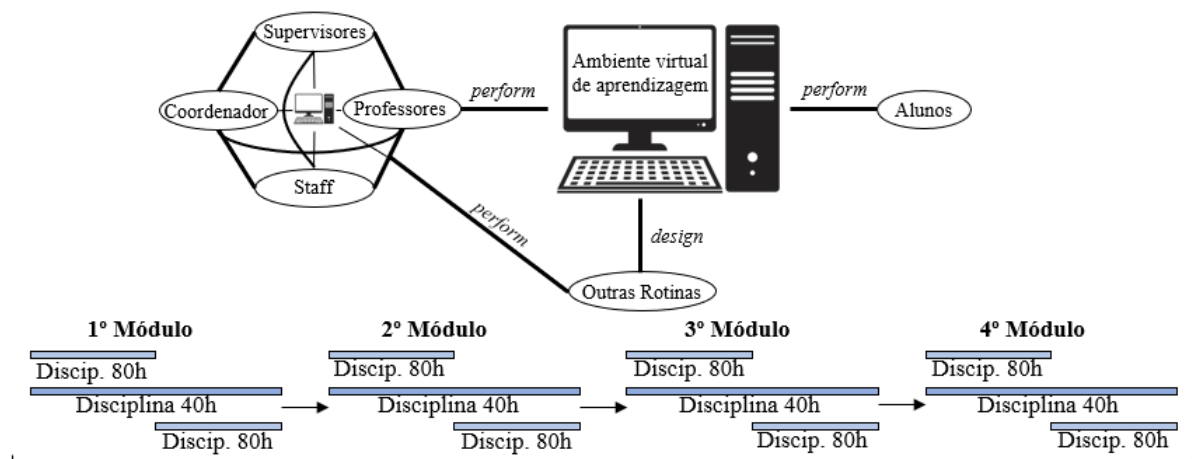 Supervisores
Coordenador
Professores
Staff
perform
Ambiente virtual
de aprendizagem
perform
Alunos
perform
design
Outras Rotinas
1º Módulo
2º Módulo
3º Módulo
4º Módulo
Discip. 80h
Discip. 80h
Discip. 80h
Discip. 80h
Disciplina 40h
Disciplina 40h
Disciplina 40h
Disciplina 40h
Discip. 80h
Discip. 80h
Discip. 80h
Discip. 80h